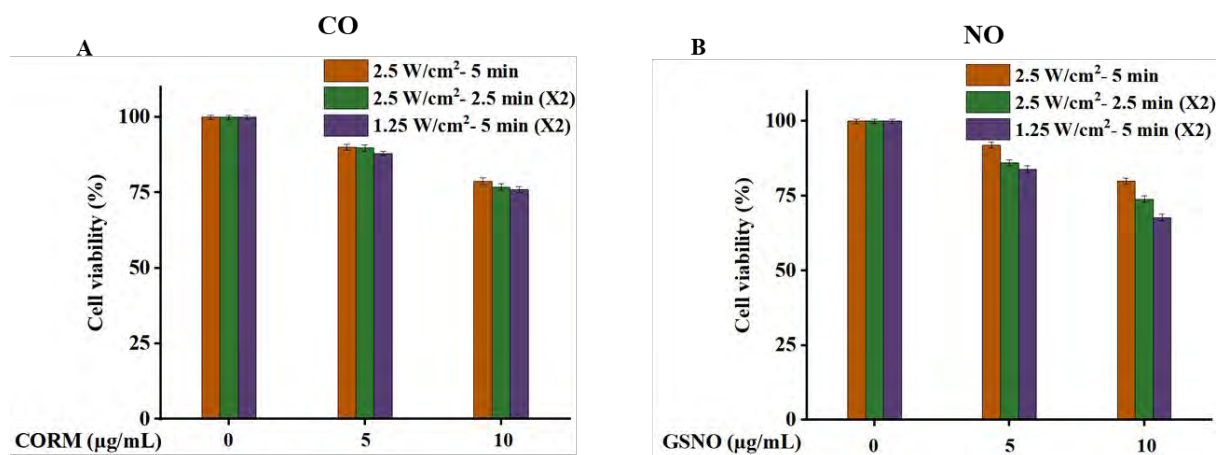 CO
A
2.5 W/cm²- 5 min
2.5 W/cm²- 2.5 min (X2)
1.25 W/cm²- 5 min (X2)
Cell viability (%)
100
75
50
25
0
CORM (µg/mL)
0 5 10
NO
B
2.5 W/cm²- 5 min
2.5 W/cm²- 2.5 min (X2)
1.25 W/cm²- 5 min (X2)
Cell viability (%)
100
75
50
25
0
GSNO (µg/mL)
0 5 10